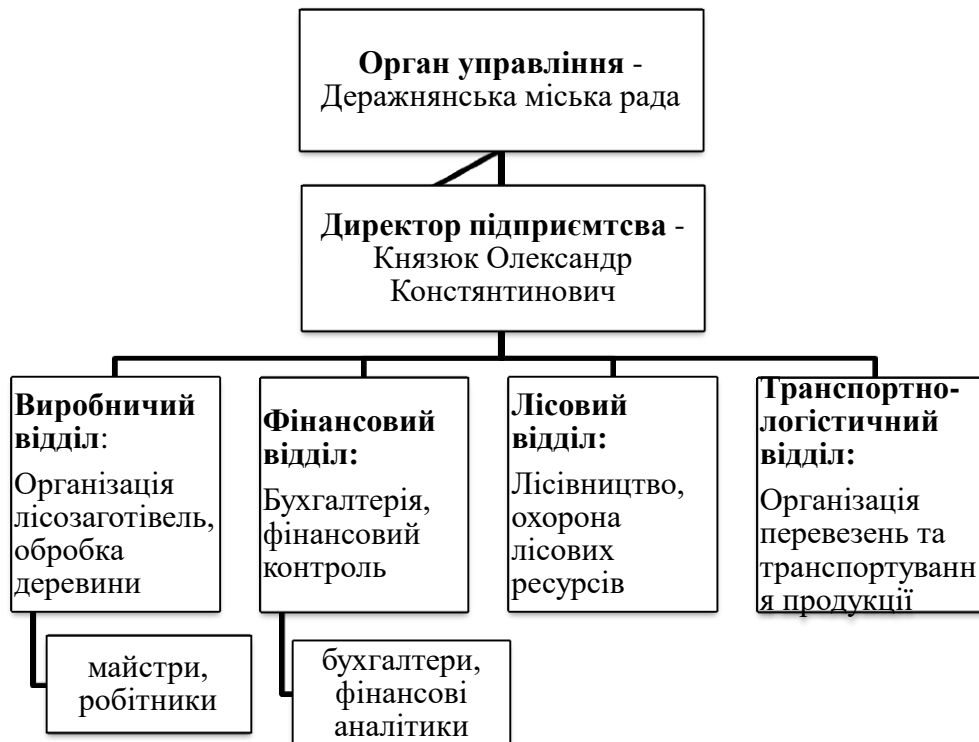 Орган управління -
Деражнянська міська рада
Директор підприємтсва -
Князюк Олександр
Констянтинович
Виробничий
відділ:
Організація
лісозаготівель,
обробка
деревини
Фінансовий
відділ:
Бухгалтерія,
фінансовий
контроль
Лісовий
відділ:
Лісівництво,
охорона
лісових
ресурсів
Транспортно-
логістичний
відділ:
Організація
перевезень та
транспортуванн
я продукції
майстри,
робітники
бухгалтери,
фінансові
аналітики